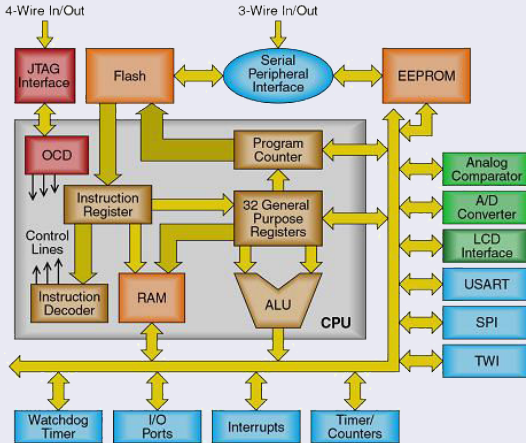 4-Wire In/Out
3-Wire In/Out
JTAG
Interface
Flash
Serial
Peripheral
Interface
EEPROM
OCD
Program
Counter
Analog
Comparator
Instruction
Register
32 General
Purpose
Registers
A/D
Converter
Control
Lines
LCD
Interface
Instruction
Decoder
RAM
ALU
CPU
USART
SPI
TWI
Watchdog
Timer
I/O
Ports
Interrupts
Timer/
Counters